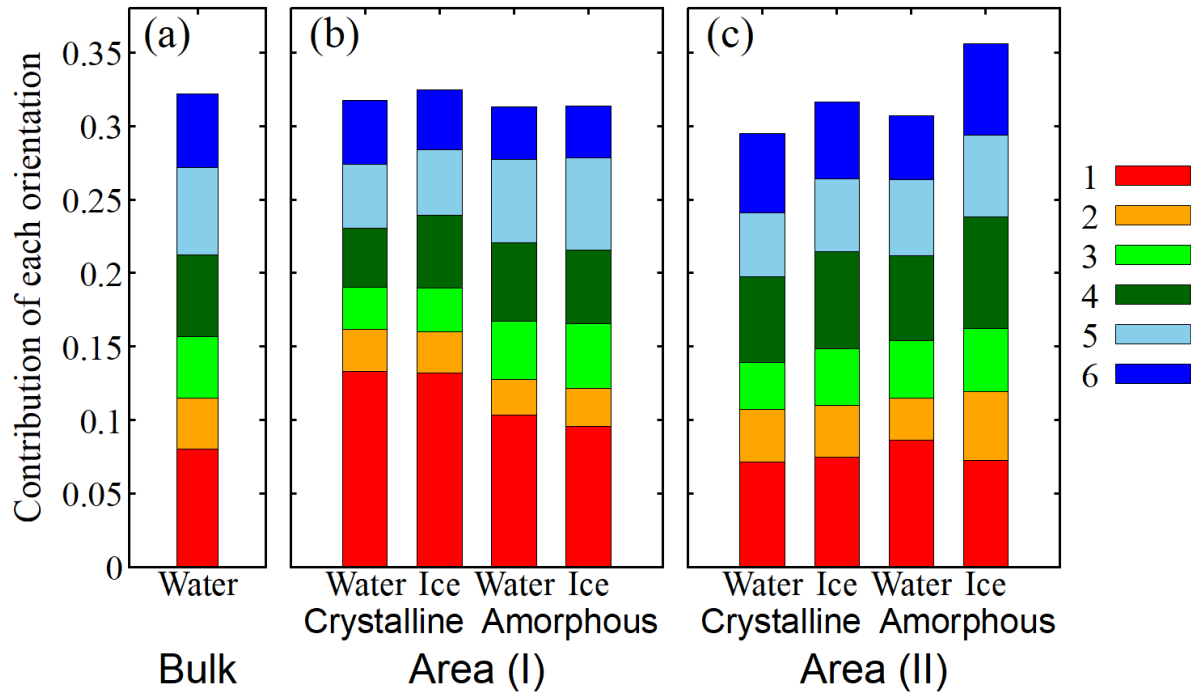 (a) (b) (c)
Contribution of each orientation
0.35
0.3
0.25
0.2
0.15
0.1
0.05
0
1
2
3
4
5
6
Water Water Ice Water Ice Water Ice Water Ice
Crystalline Amorphous Crystalline Amorphous
Bulk Area (I) Area (II)